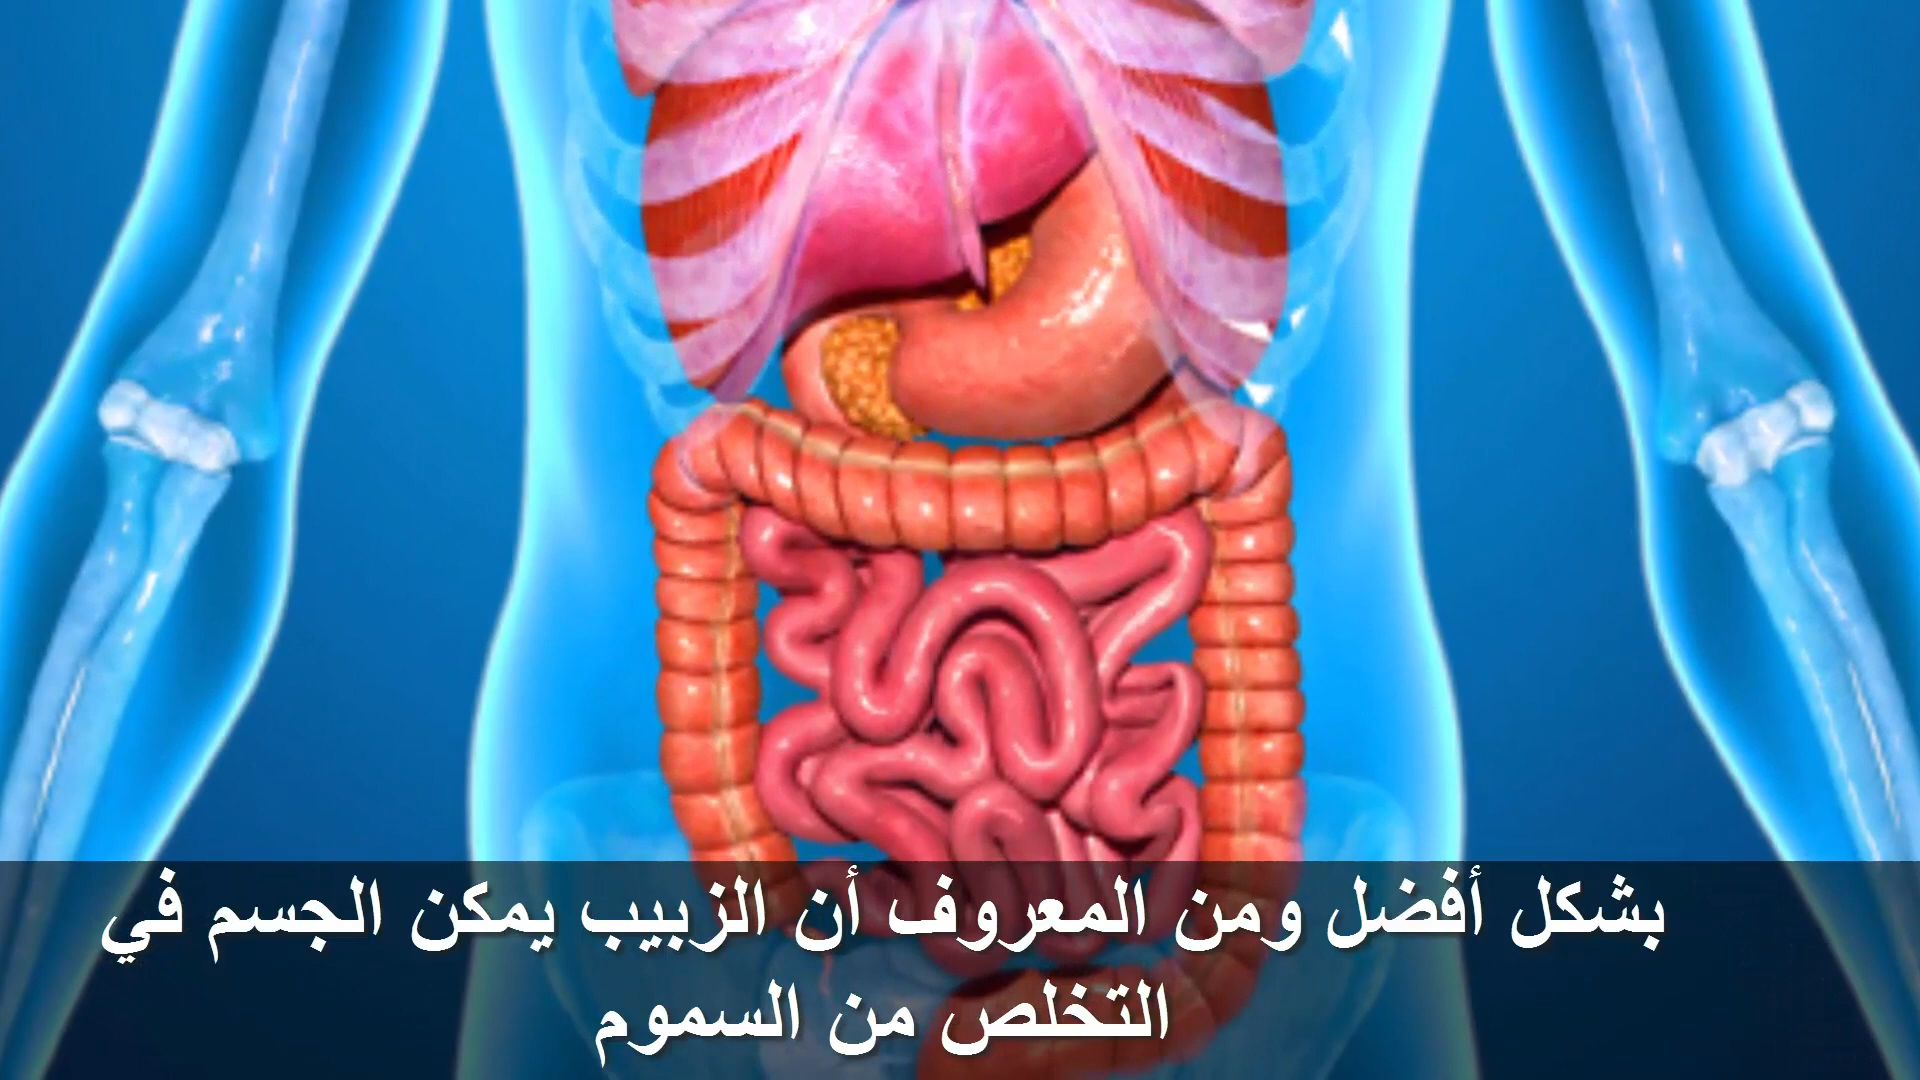 بشكل أفضل ومن المعروف أن الزبيب يمكن الجسم في
التخلص من السموم